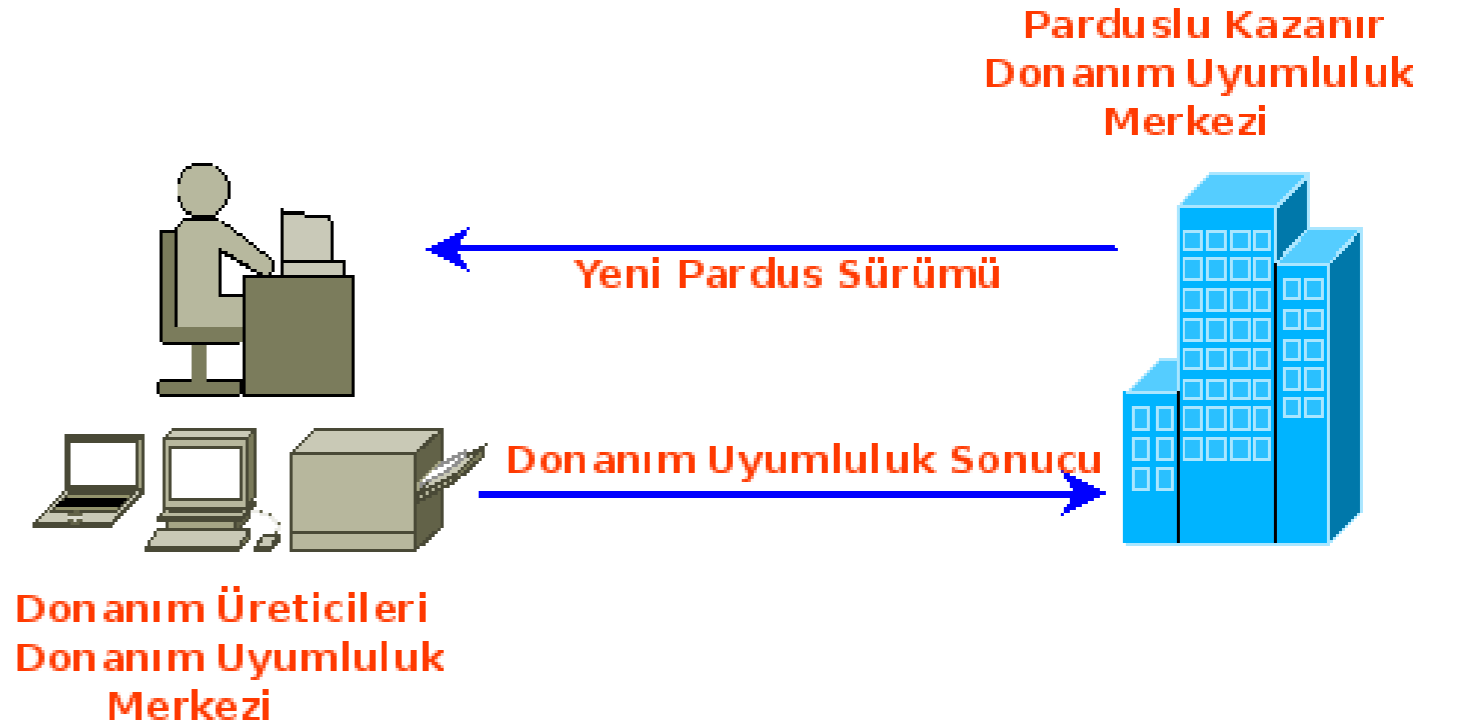 Parduslu Kazanır
Donanım Uyumluluk
Merkezi
Yeni Pardus Sürümü
Donanım Uyumluluk Sonucu
Donanım Üreticileri
Donanım Uyumluluk
Merkezi